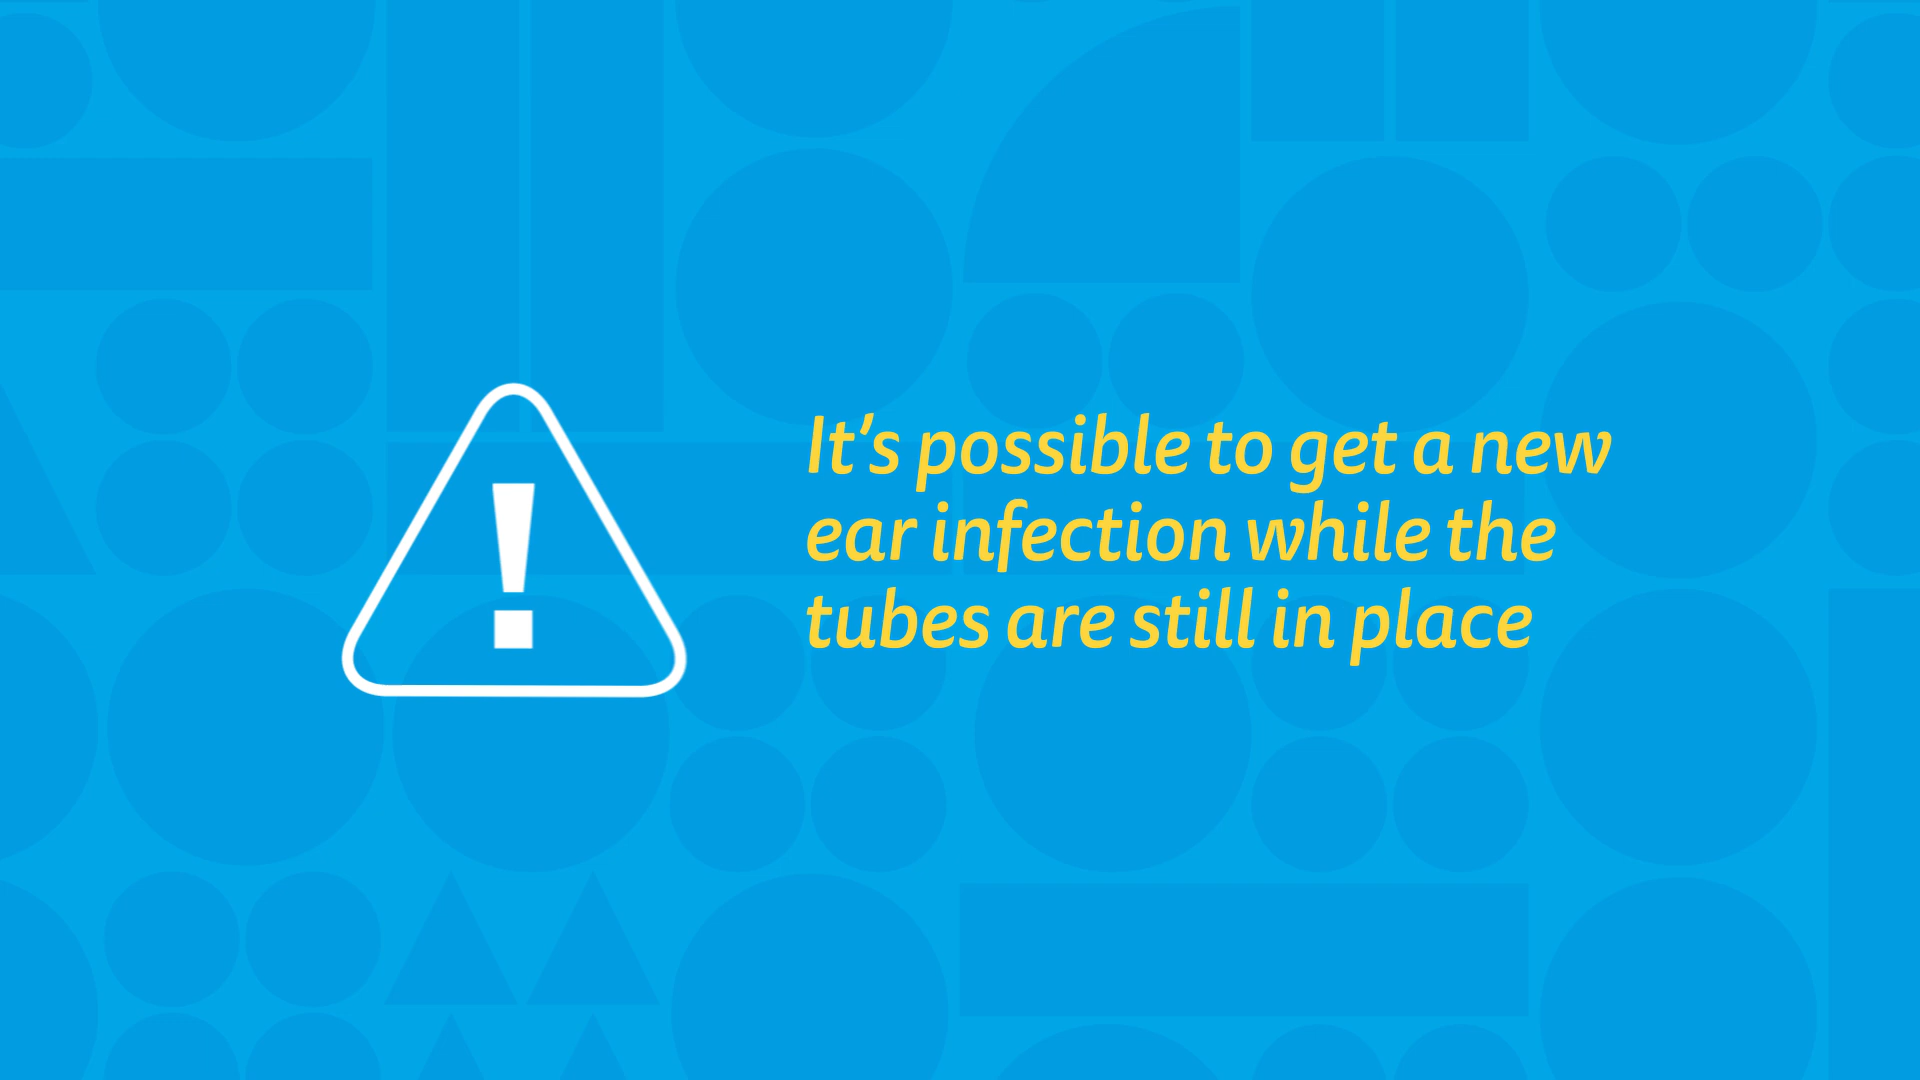 It’s possible to get a new
ear infection while the
tubes are still in place